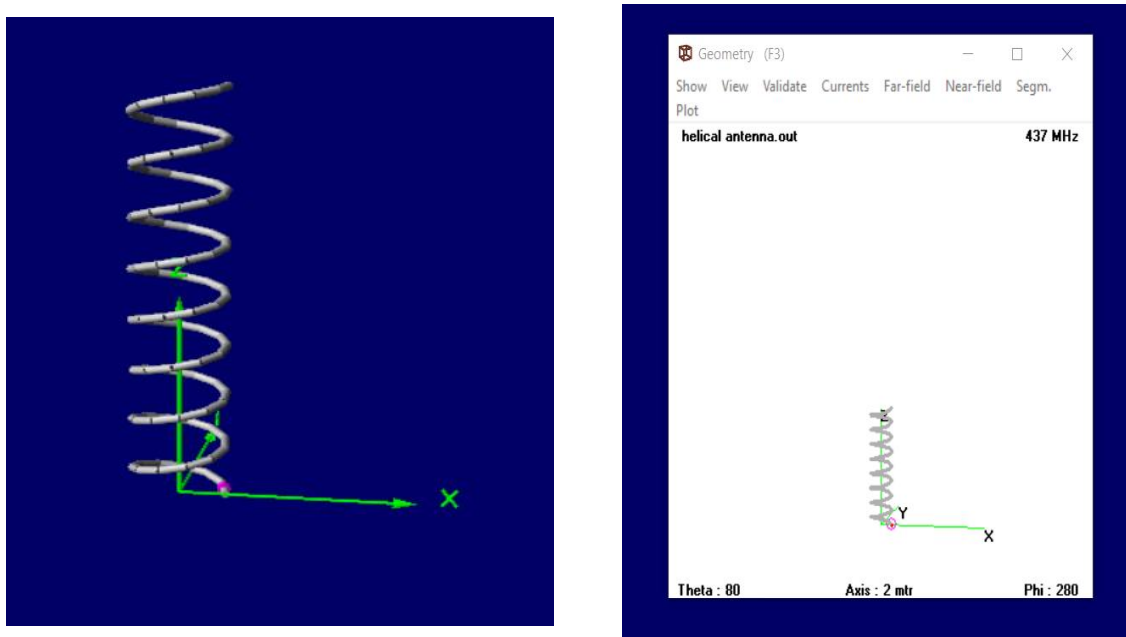 Z
Y
X
Geometry (F3)
Show View Validate Currents Far-field Near-field Segm.
Plot
helical antenna.out 437 MHz
Z
Y
X
Theta : 80 Axis : 2 mtr Phi : 280